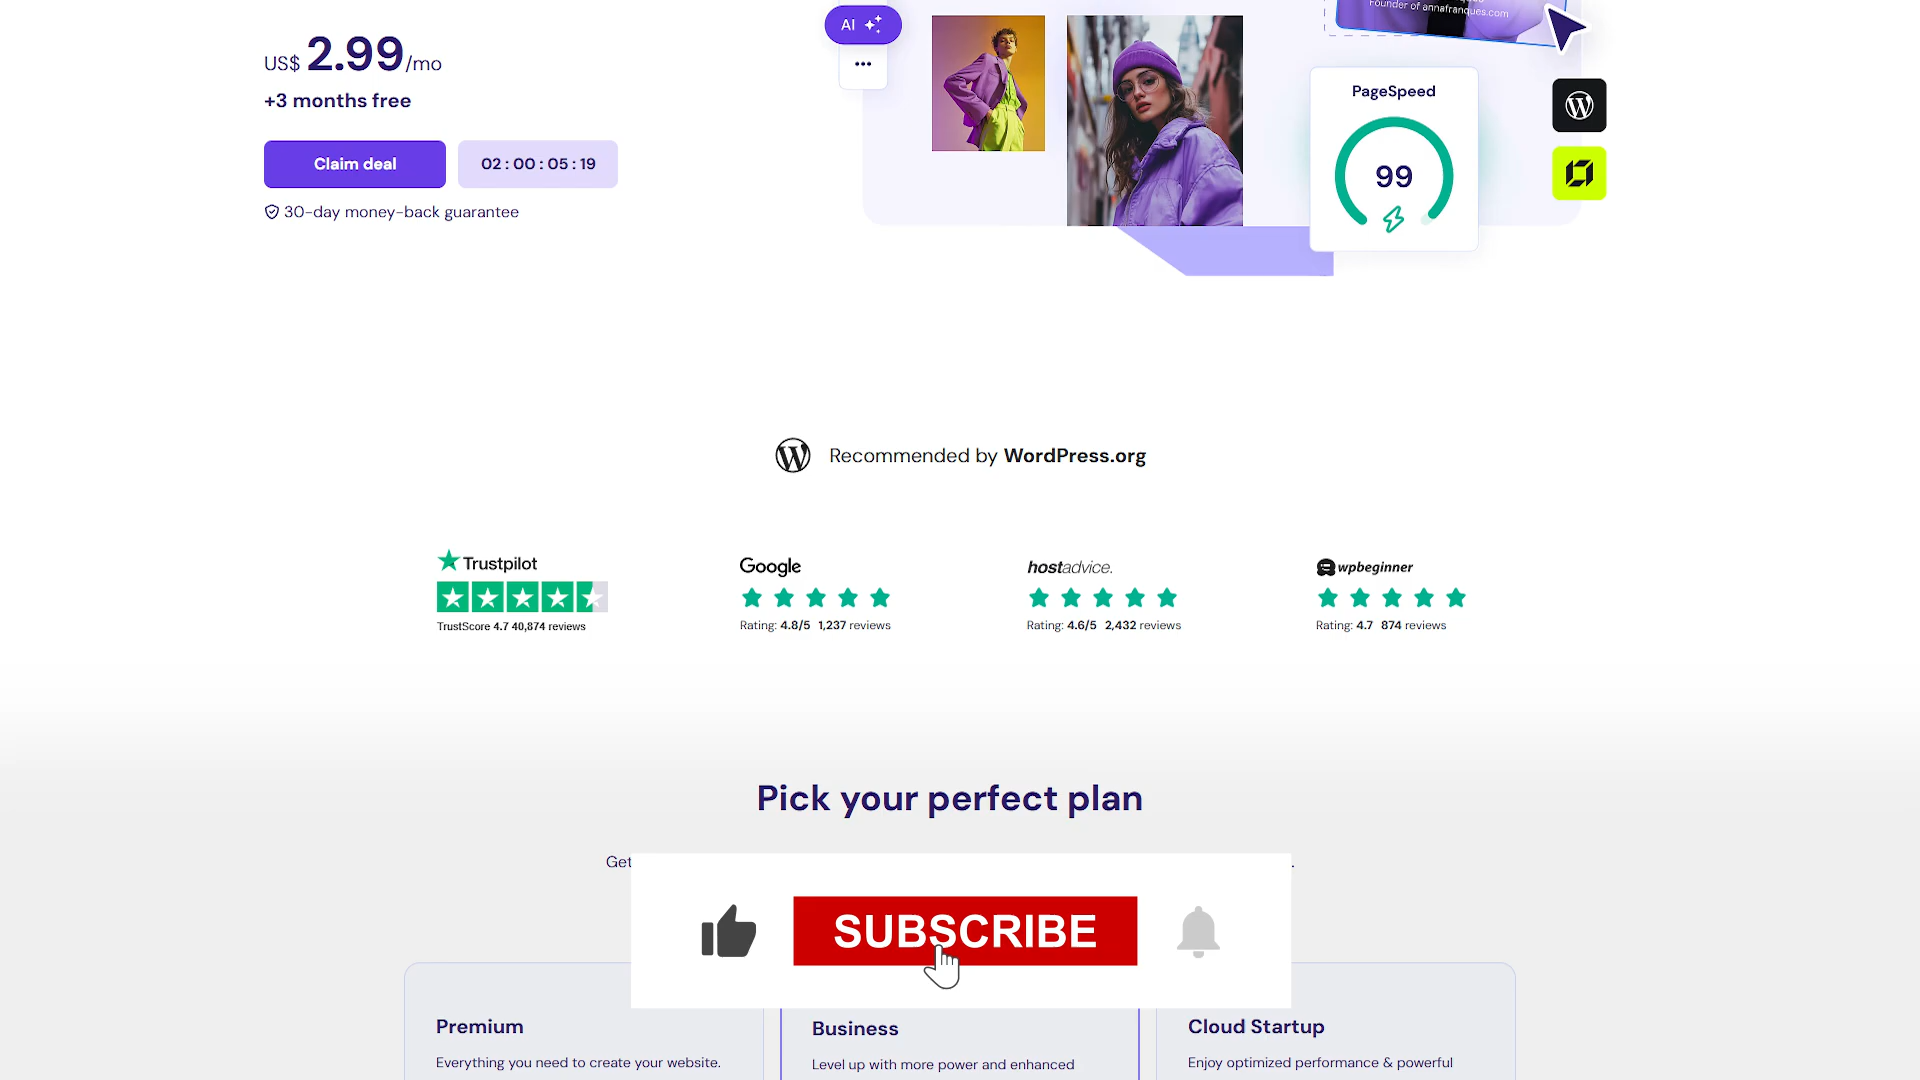 US$ 2.99/mo
+3 months free
Claim deal
02 : 00 : 05 : 19
30-day money-back guarantee
AI
Founder of annafranques.com
PageSpeed
99
Recommended by WordPress.org
Trustpilot
TrustScore 4.7 40,874 reviews
Google
Rating: 4.8/5 1,237 reviews
hostadvice.
Rating: 4.6/5 2,432 reviews
wpbeginner
Rating: 4.7 874 reviews
Pick your perfect plan
Get
SUBSCRIBE
Premium
Everything you need to create your website.
Business
Level up with more power and enhanced
Cloud Startup
Enjoy optimized performance & powerful